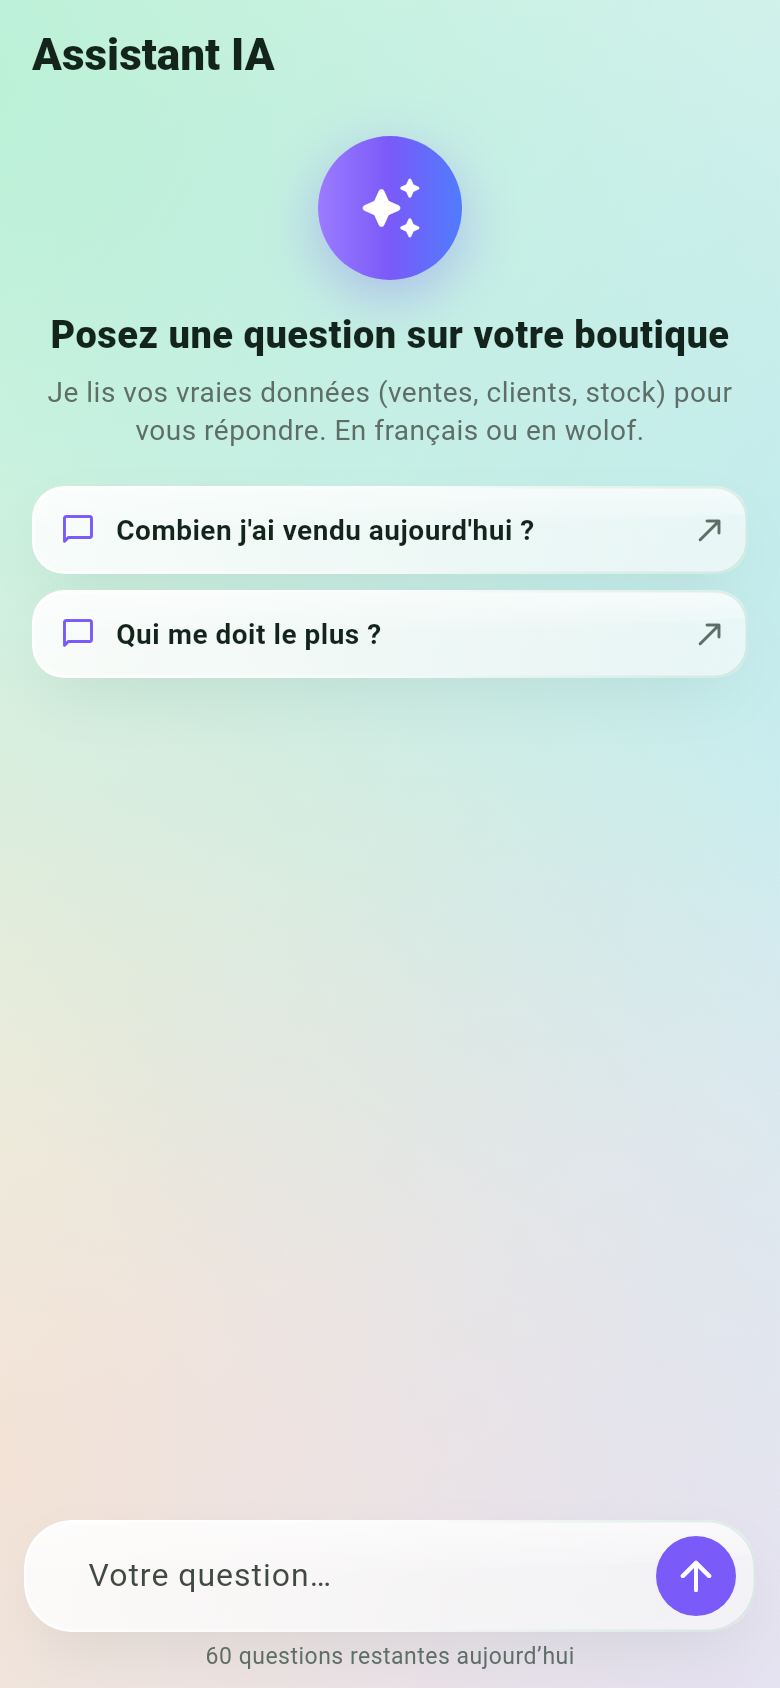 Assistant IA
Posez une question sur votre boutique
Je lis vos vraies données (ventes, clients, stock) pour
vous répondre. En français ou en wolof.
Combien j'ai vendu aujourd'hui ?
Qui me doit le plus ?
Votre question…
60 questions restantes aujourd’hui